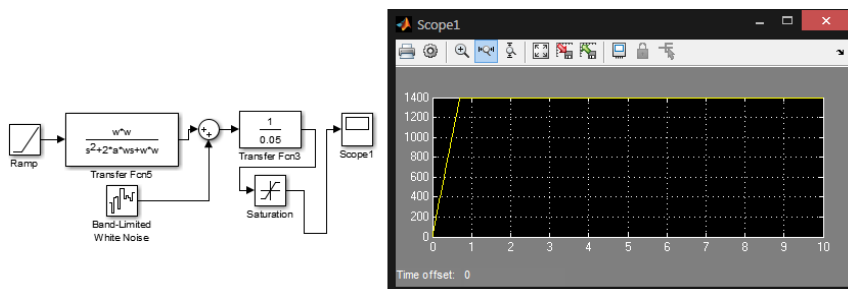 Scope1
Ramp
w*w
s2+2*a*ws+w*w
Transfer Fcn5
Band-Limited
White Noise
1
0.05
Transfer Fcn3
Saturation
Scope1
1400
1200
1000
800
600
400
200
0
0 1 2 3 4 5 6 7 8 9 10
Time offset: 0